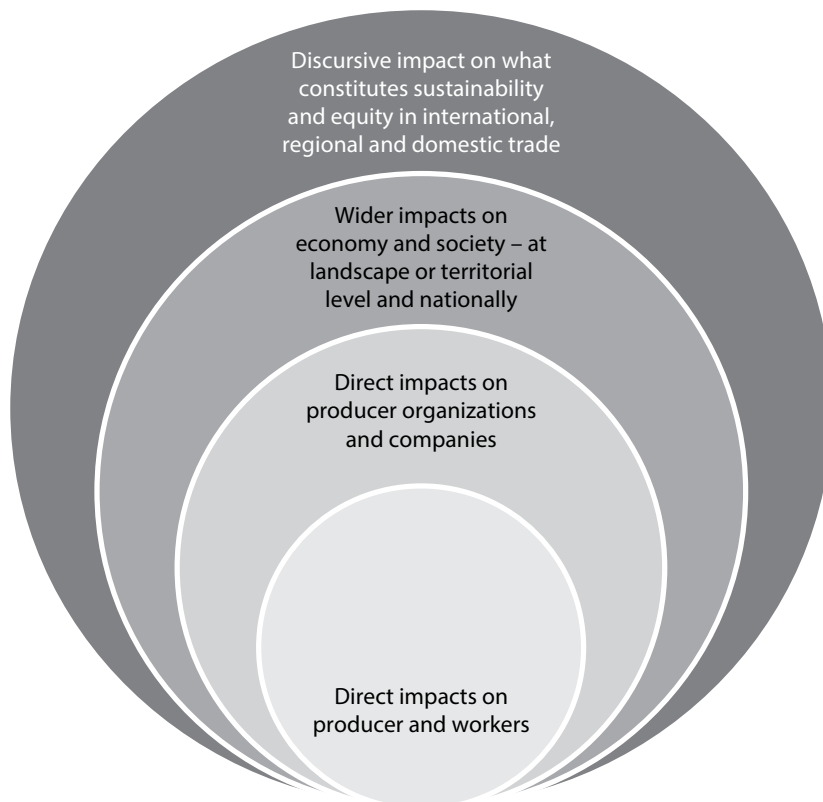 Discursive impact on what
constitutes sustainability
and equity in international,
regional and domestic trade
Wider impacts on
economy and society – at
landscape or territorial
level and nationally
Direct impacts on
producer organizations
and companies
Direct impacts on
producer and workers